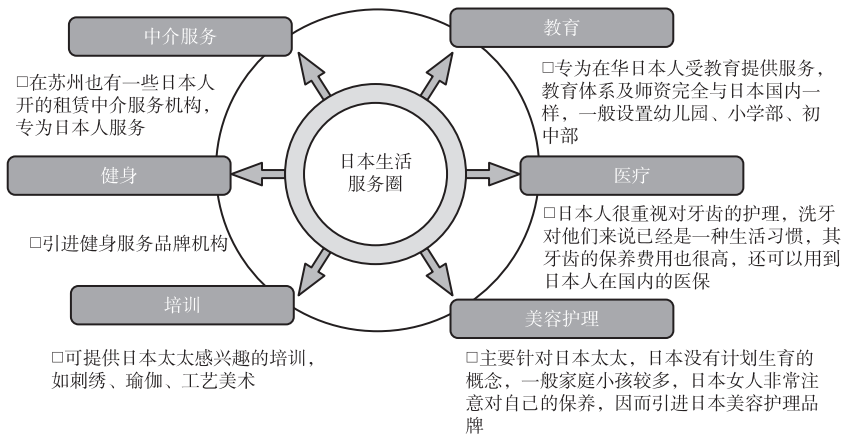 中介服务
□在苏州也有一些日本人
开的租赁中介服务机构，
专为日本人服务
教育
□专为在华日本人受教育提供服务，
教育体系及师资完全与日本国内一
样，一般设置幼儿园、小学部、初
中部
日本生活
服务圈
健身
□引进健身服务品牌机构
医疗
□日本人很重视对牙齿的护理，洗牙
对他们来说已经是一种生活习惯，其
牙齿的保养费用也很高，还可以用到
日本人在国内的医保
培训
□可提供日本太太感兴趣的培训，
如刺绣、瑜伽、工艺美术
美容护理
□主要针对日本太太，日本没有计划生育的
概念，一般家庭小孩较多，日本女人非常注
意对自己的保养，因而引进日本美容护理品
牌